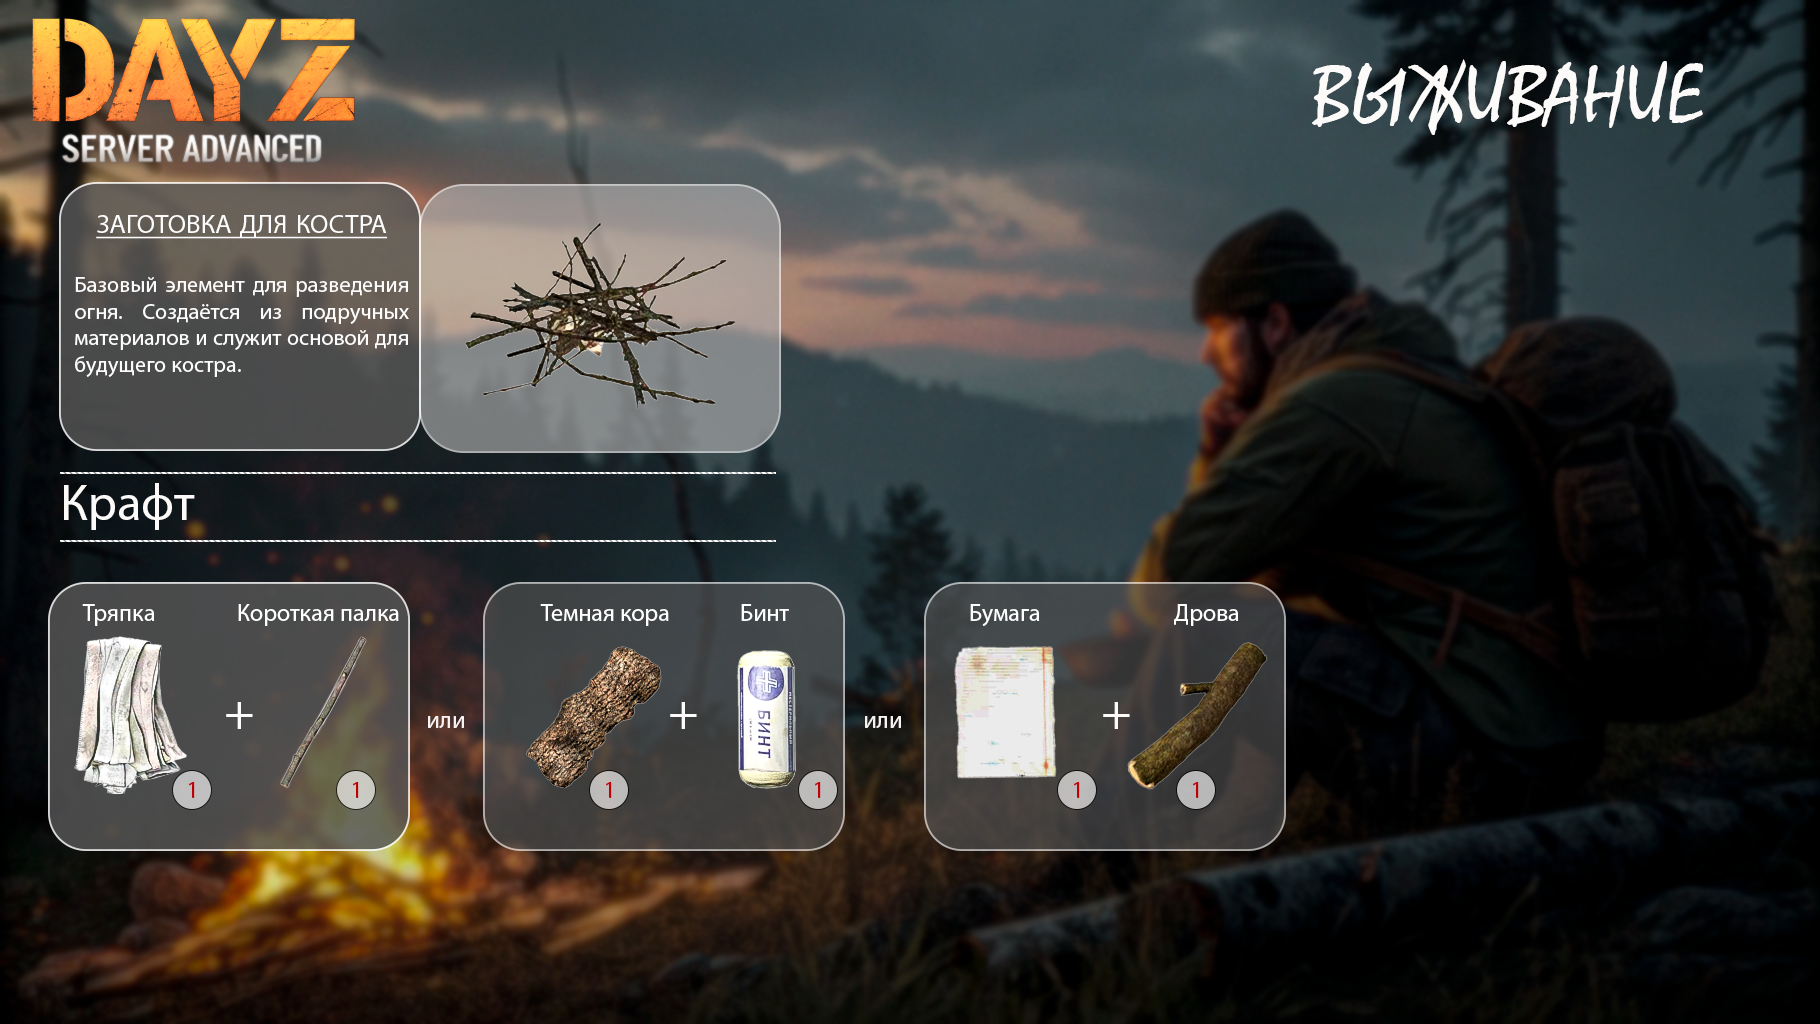 DAYZ
SERVER ADVANCED
ВЫЖИВАНИЕ
ЗАГОТОВКА ДЛЯ КОСТРА
Базовый элемент для разведения
огня. Создаётся из подручных
материалов и служит основой для
будущего костра.
Крафт
Тряпка
Короткая палка
+
1
1
или
Темная кора
Бинт
+
БИНТ
1
1
или
Бумага
Дрова
+
1
1